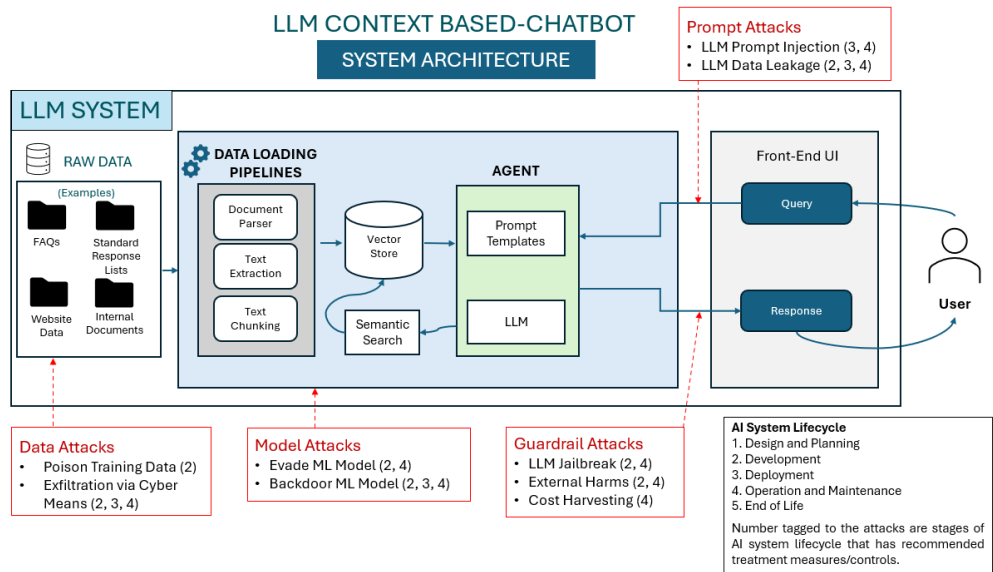 LLM CONTEXT BASED-CHATBOT
SYSTEM ARCHITECTURE
Prompt Attacks
• LLM Prompt Injection (3, 4)
• LLM Data Leakage (2, 3, 4)
LLM SYSTEM
RAW DATA
(Examples)
FAQs
Standard
Response
Lists
Website
Data
Internal
Documents
DATA LOADING
PIPELINES
Document
Parser
Text
Extraction
Text
Chunking
Vector
Store
Semantic
Search
AGENT
Prompt
Templates
LLM
Front-End UI
Query
Response
User
Data Attacks
• Poison Training Data (2)
• Exfiltration via Cyber
Means (2, 3, 4)
Model Attacks
• Evade ML Model (2, 4)
• Backdoor ML Model (2, 3, 4)
Guardrail Attacks
• LLM Jailbreak (2, 4)
• External Harms (2, 4)
• Cost Harvesting (4)
AI System Lifecycle
1. Design and Planning
2. Development
3. Deployment
4. Operation and Maintenance
5. End of Life
Number tagged to the attacks are stages of
AI system lifecycle that has recommended
treatment measures/controls.